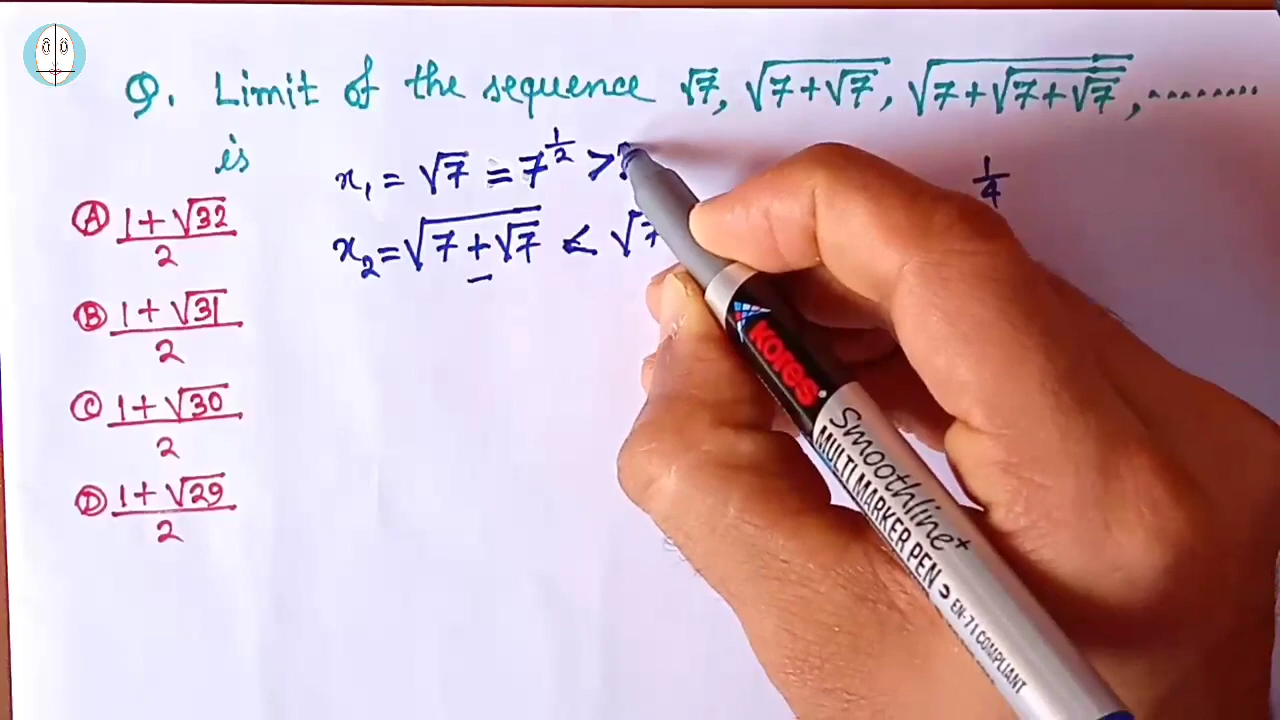 Q. Limit of the sequence √7, √(7+√7), √(7+√(7+√7)), ........
is
x₁ = √7 = 7^(1/2) >
1/4
x₂ = √(7+√7) < √7
Ⓐ (1+√32)/2
Ⓑ (1+√31)/2
Ⓒ (1+√30)/2
Ⓓ (1+√29)/2
KORES
Smoothline+
MULTI MARKER PEN
EN-71 COMPLIANT